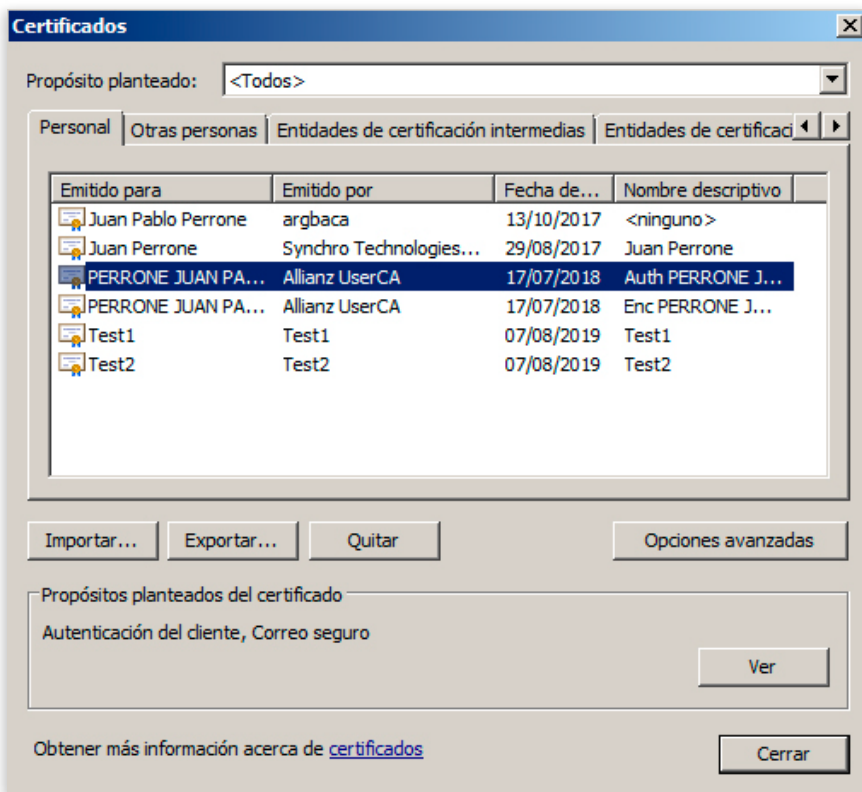 Certificados
Propósito planteado: <Todos>
Personal Otras personas Entidades de certificación intermedias Entidades de certificaci
Emitido para Emitido por Fecha de... Nombre descriptivo
Juan Pablo Perrone argbaca 13/10/2017 <ninguno>
Juan Perrone Synchro Technologies... 29/08/2017 Juan Perrone
PERRONE JUAN PA... Allianz UserCA 17/07/2018 Auth PERRONE J...
PERRONE JUAN PA... Allianz UserCA 17/07/2018 Enc PERRONE J...
Test1 Test1 07/08/2019 Test1
Test2 Test2 07/08/2019 Test2
Importar... Exportar... Quitar Opciones avanzadas
Propósitos planteados del certificado
Autenticación del cliente, Correo seguro
Ver
Obtener más información acerca de certificados
Cerrar